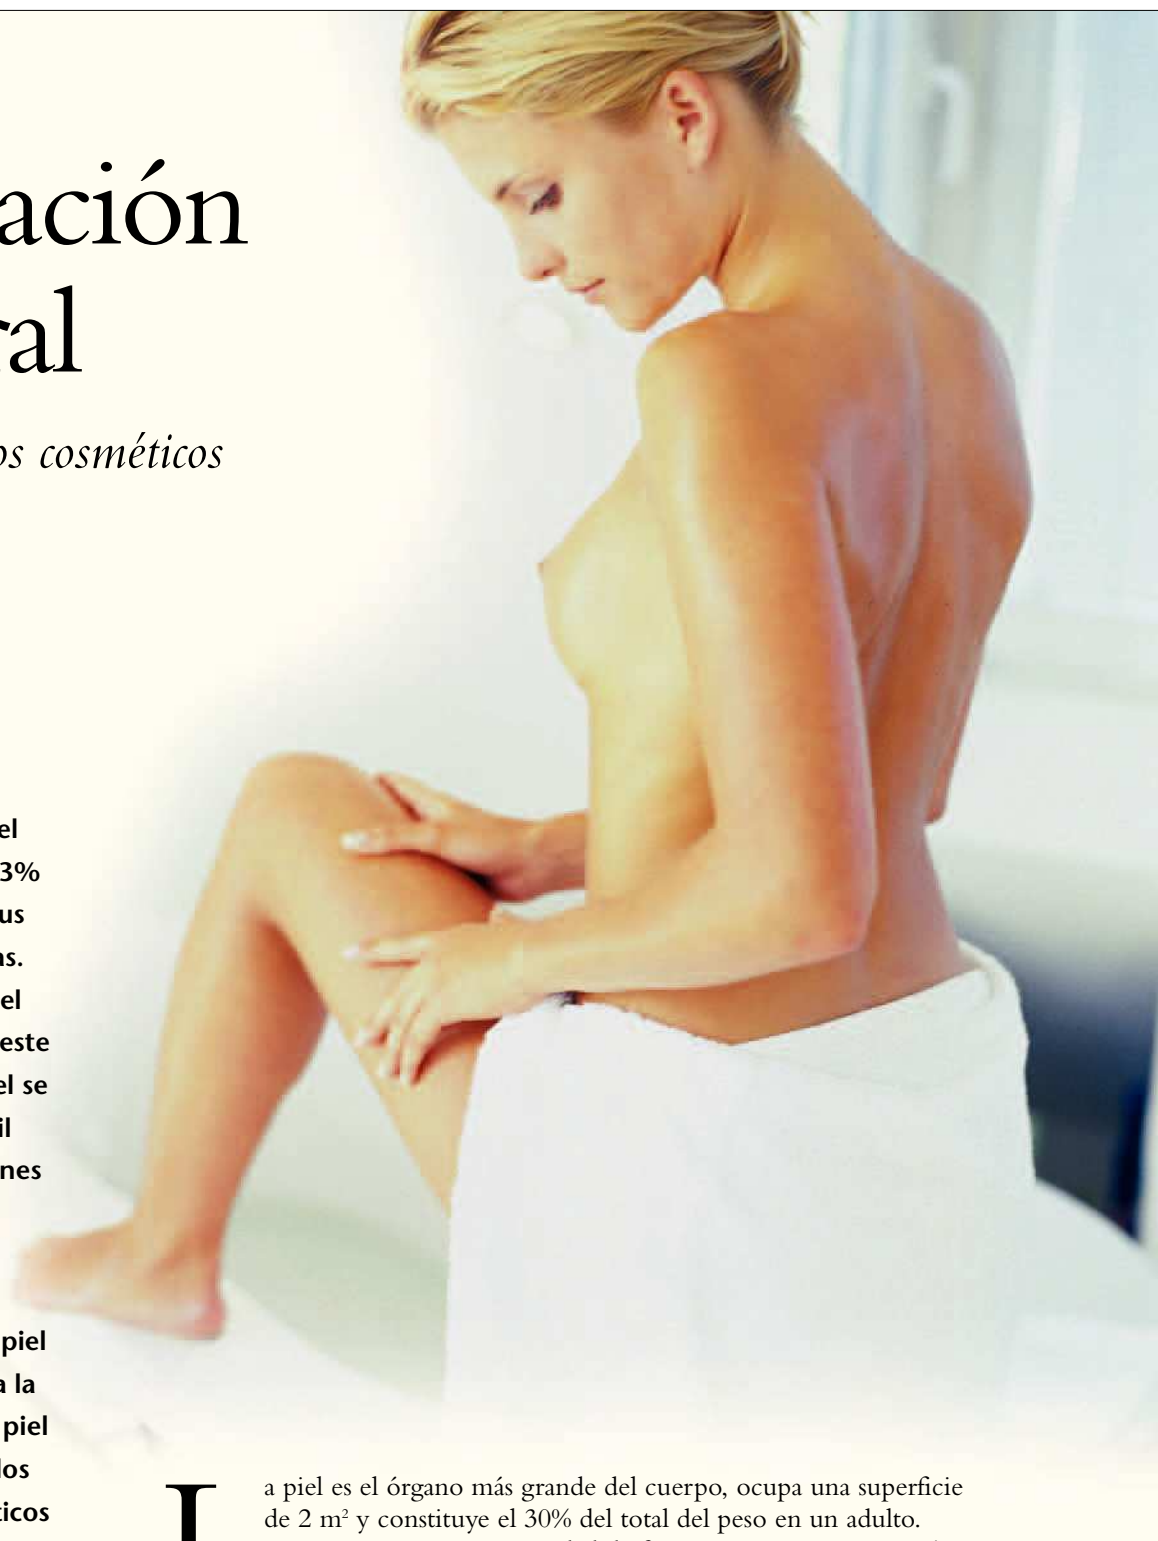 ación
ral
os cosméticos
el
3%
us
as.
el
este
el se
il
nes
piel
a la
piel
los
ticos
La piel es el órgano más grande del cuerpo, ocupa una superficie
de 2 m² y constituye el 30% del total del peso en un adulto.